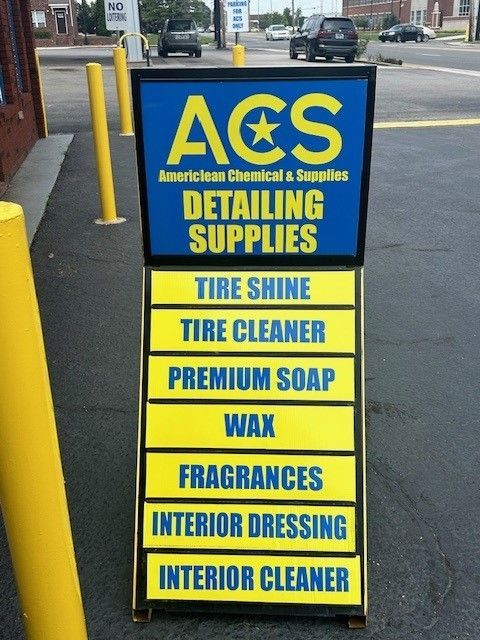 NO
LOITERING
PARKING
FOR
ACS
ONLY
ACS
Americlean Chemical & Supplies
DETAILING
SUPPLIES
TIRE SHINE
TIRE CLEANER
PREMIUM SOAP
WAX
FRAGRANCES
INTERIOR DRESSING
INTERIOR CLEANER